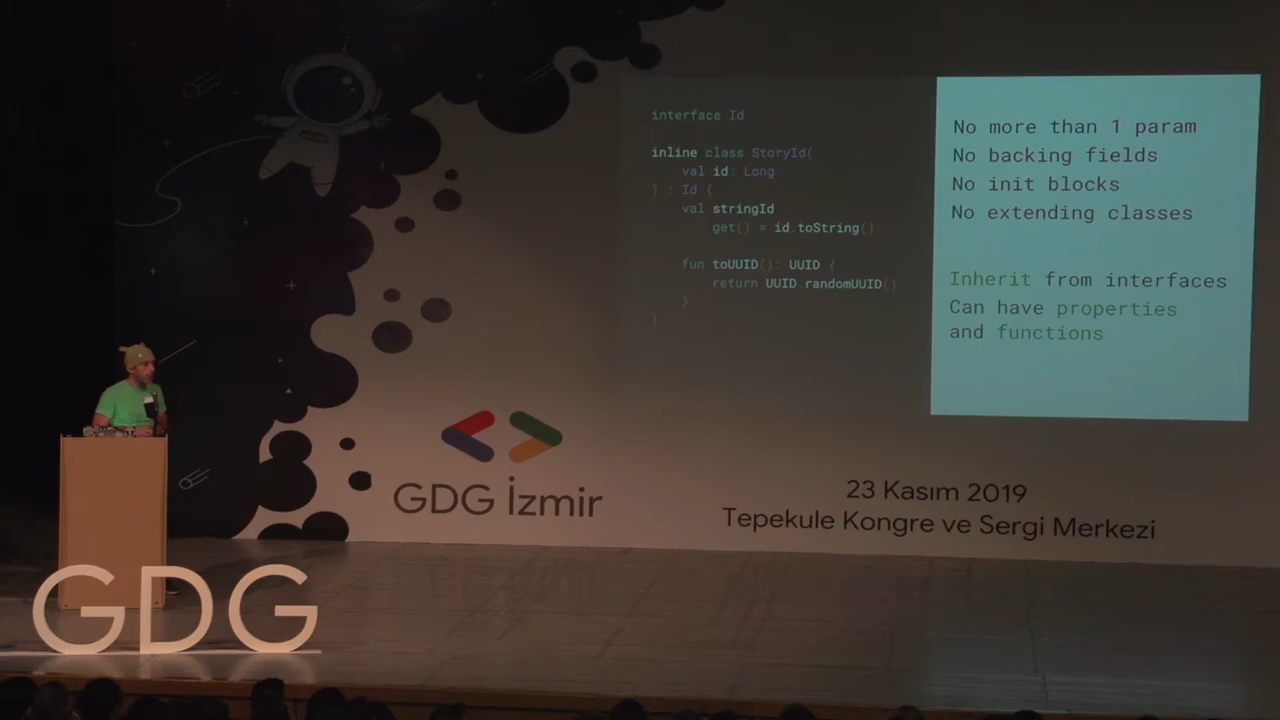 interface Id
inline class StoryId(
val id: Long
) : Id {
val stringId
get() = id.toString()
fun toUUID(): UUID {
return UUID.randomUUID()
}
}
No more than 1 param
No backing fields
No init blocks
No extending classes
Inherit from interfaces
Can have properties
and functions
GDG İzmir
23 Kasım 2019
Tepekule Kongre ve Sergi Merkezi
GDG